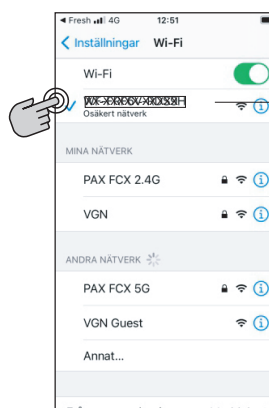 Fresh 4G 12:51
Inställningar Wi-Fi
Wi-Fi
Osäkert nätverk
MINA NÄTVERK
PAX FCX 2.4G
VGN
ANDRA NÄTVERK
PAX FCX 5G
VGN Guest
Annat...